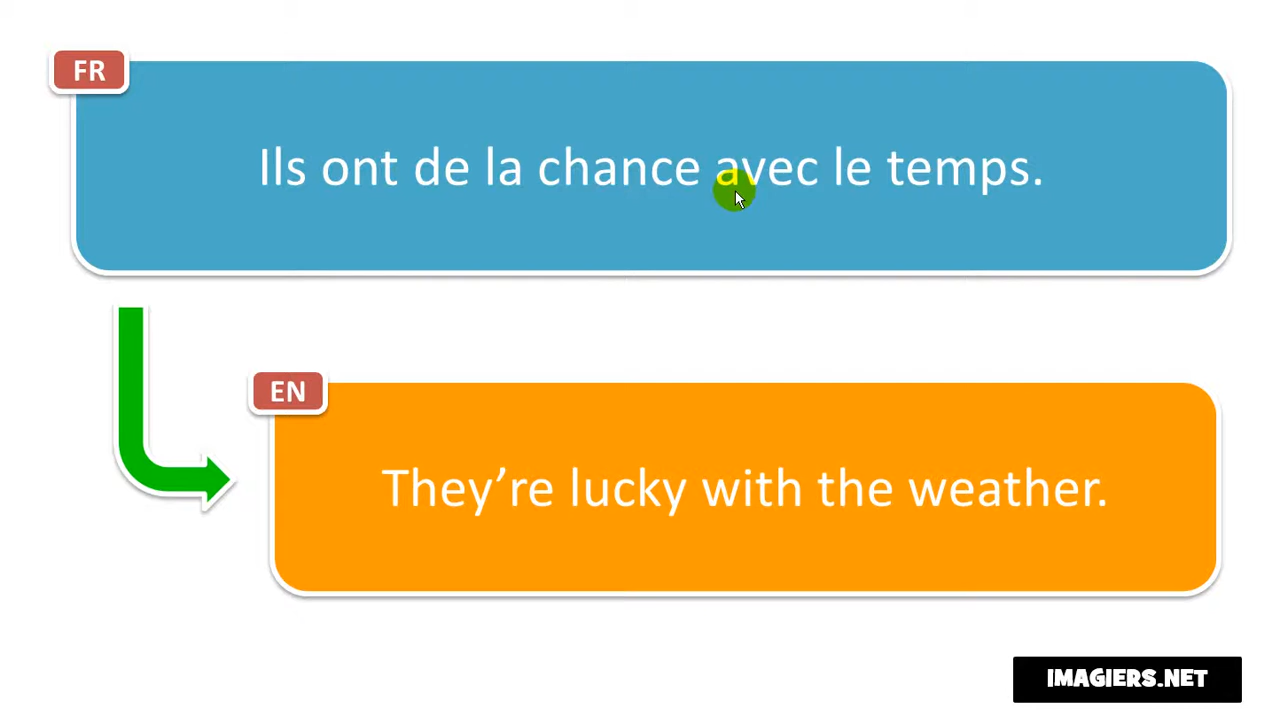 FR
Ils ont de la chance avec le temps.
EN
They’re lucky with the weather.
IMAGIERS.NET